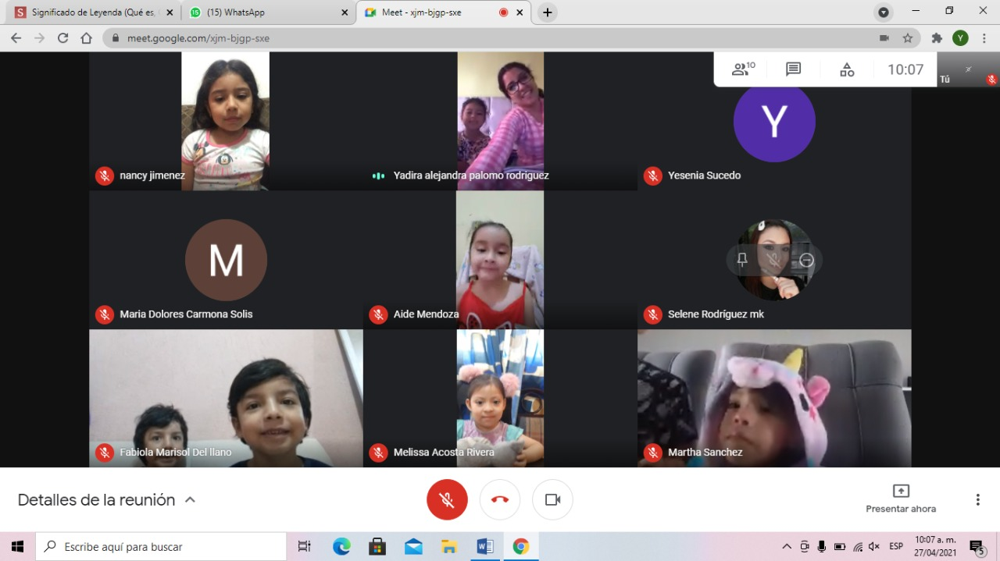 S Significado de Leyenda (Qué es,
15 (15) WhatsApp
Meet - xjm-bjgp-sxe
meet.google.com/xjm-bjgp-sxe
Y
10
10:07
Tú
nancy jimenez
Yadira alejandra palomo rodriguez
Y
Yesenia Sucedo
M
Maria Dolores Carmona Solis
Aide Mendoza
Selene Rodríguez mk
Fabiola Marisol Del llano
Melissa Acosta Rivera
Martha Sanchez
Detalles de la reunión
Presentar ahora
Escribe aquí para buscar
ESP
10:07 a. m.
27/04/2021
5